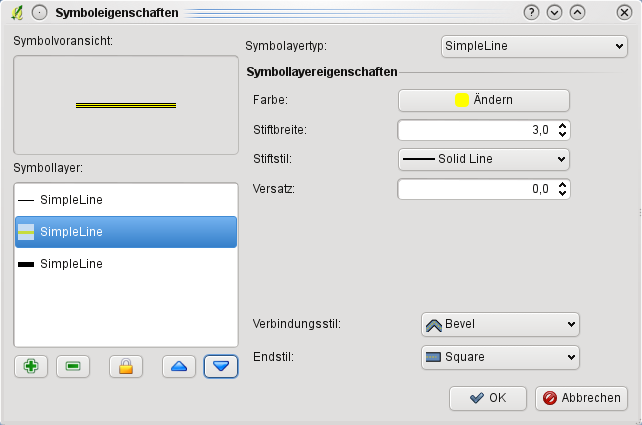 Symboleigenschaften
Symbolvoransicht:
Symbollayer:
SimpleLine
SimpleLine
SimpleLine
Symbolayertyp: SimpleLine
Symbollayereigenschaften
Farbe: Ändern
Stiftbreite: 3,0
Stiftstil: Solid Line
Versatz: 0,0
Verbindungsstil: Bevel
Endstil: Square
OK Abbrechen